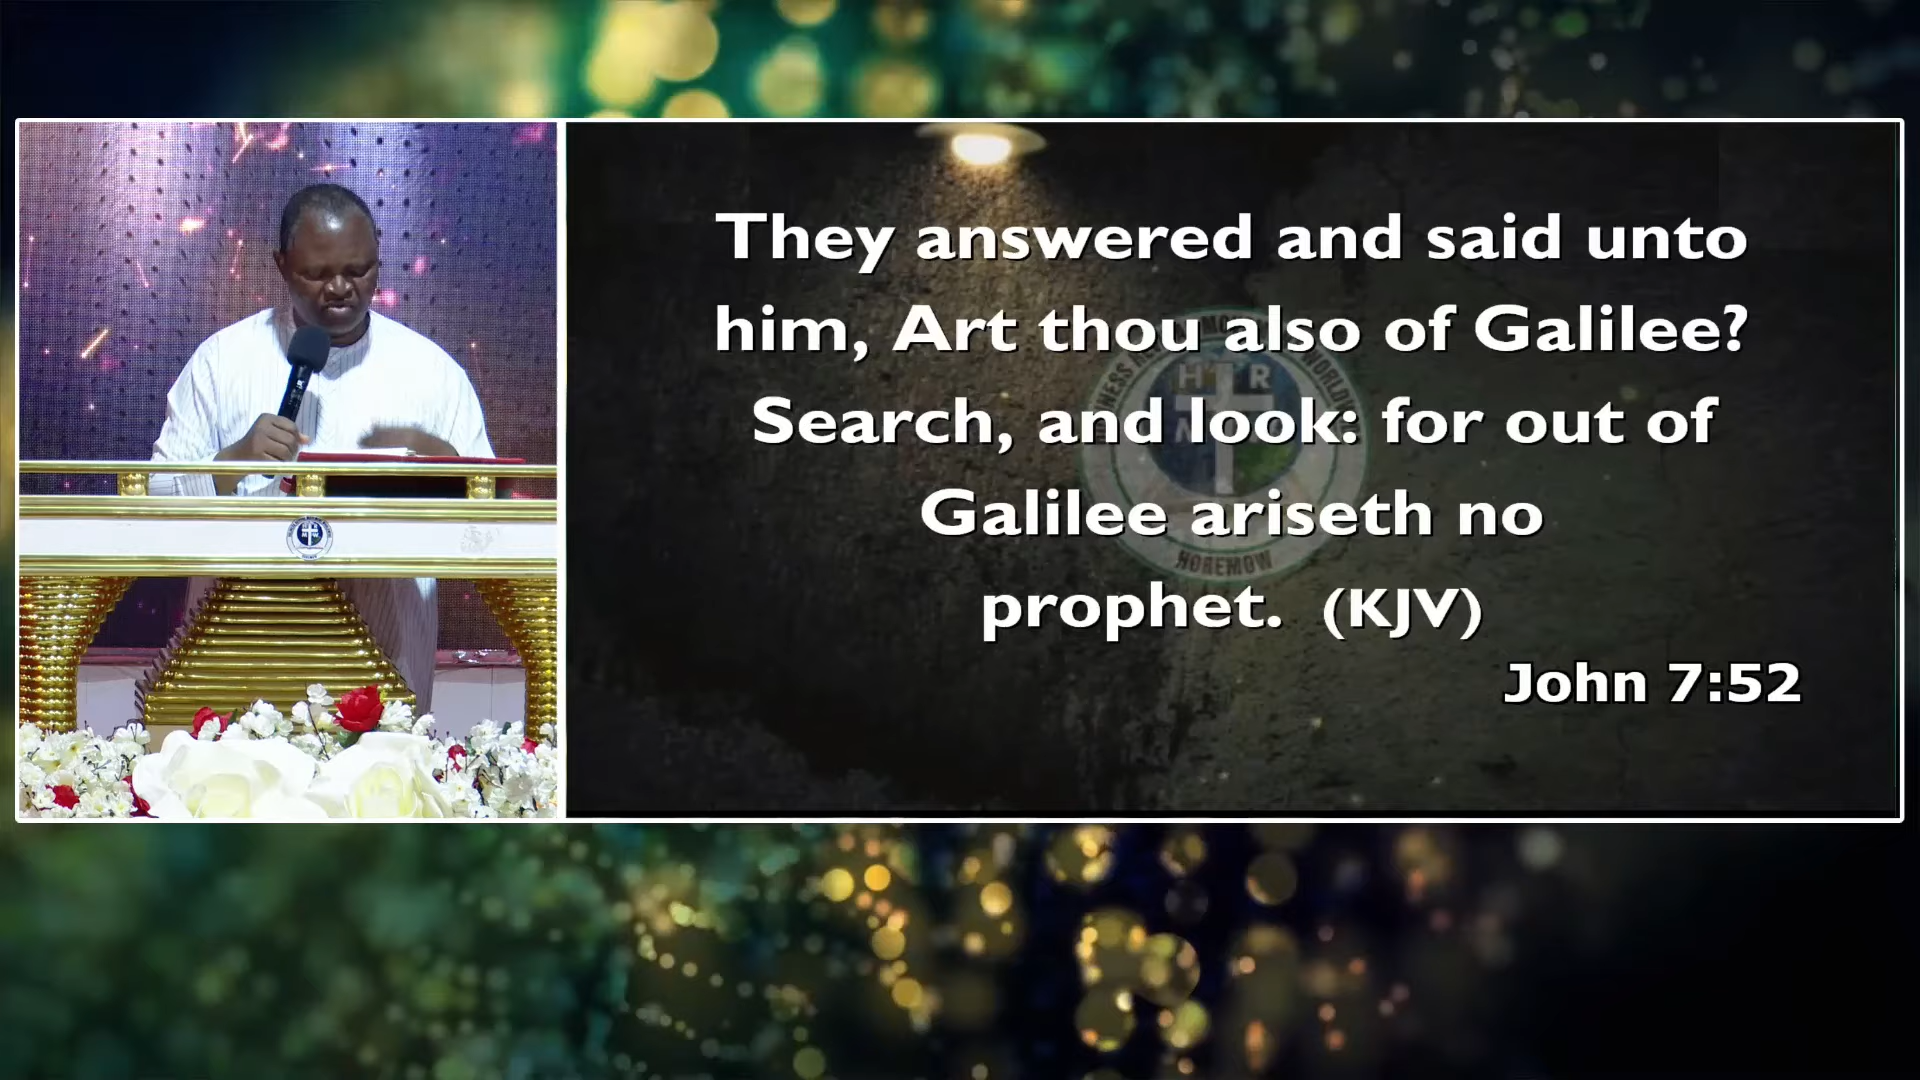 They answered and said unto
him, Art thou also of Galilee?
Search, and look: for out of
Galilee ariseth no
prophet. (KJV)
John 7:52
H R
HOREMOW